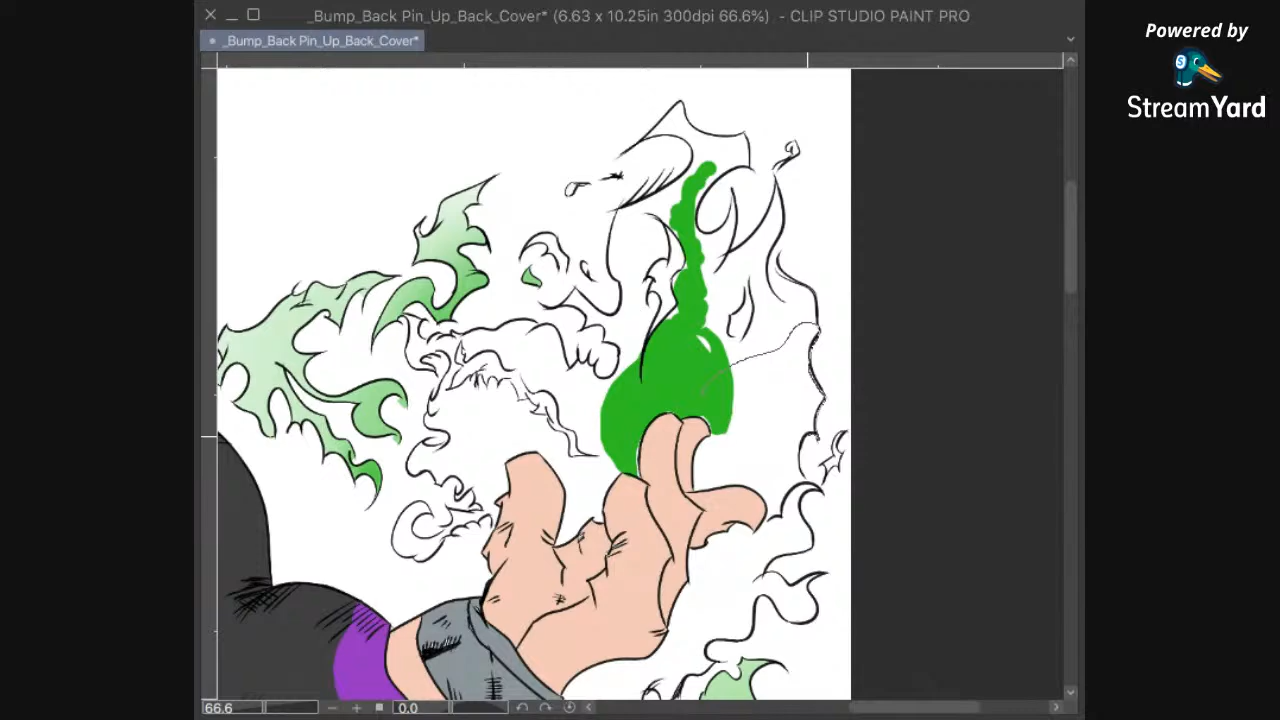 _Bump_Back Pin_Up_Back_Cover* (6.63 x 10.25in 300dpi 66.6%)  - CLIP STUDIO PAINT PRO
_Bump_Back Pin_Up_Back_Cover*
Powered by
StreamYard
66.6
0.0